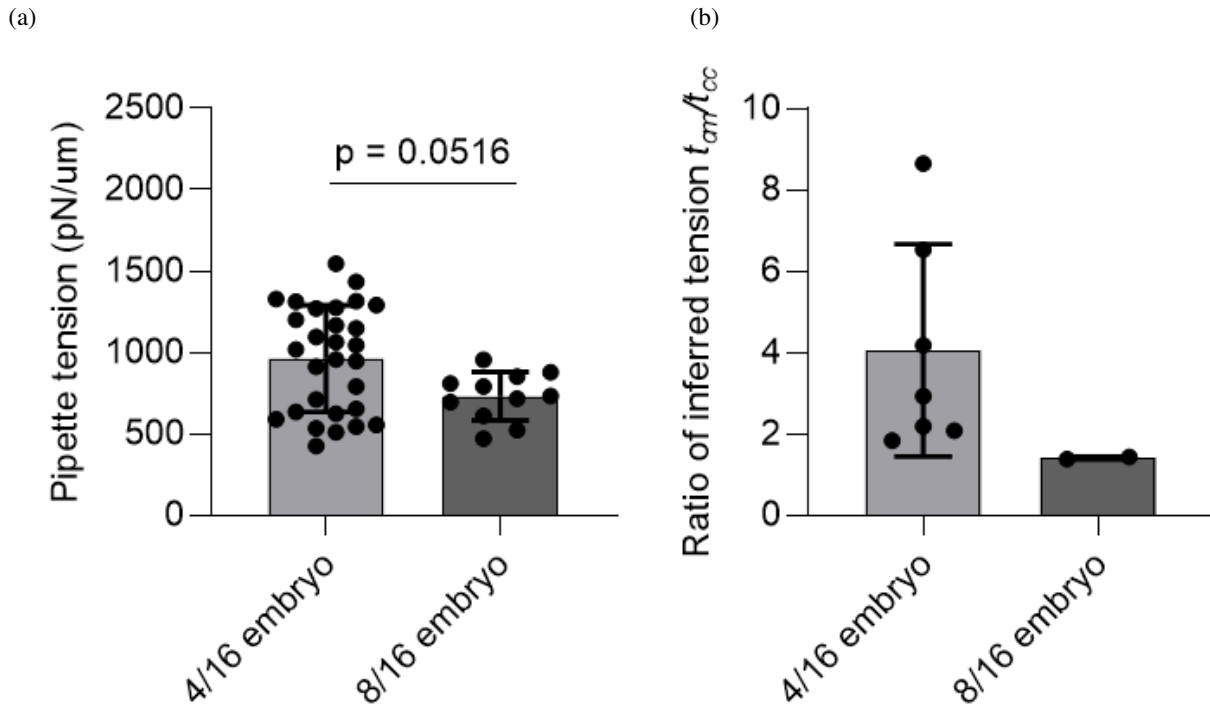 (a)
Pipette tension (pN/um)
2500
2000
1500
1000
500
0
p = 0.0516
4/16 embryo
8/16 embryo
(b)
Ratio of inferred tension t_am/t_cc
10
8
6
4
2
0
4/16 embryo
8/16 embryo